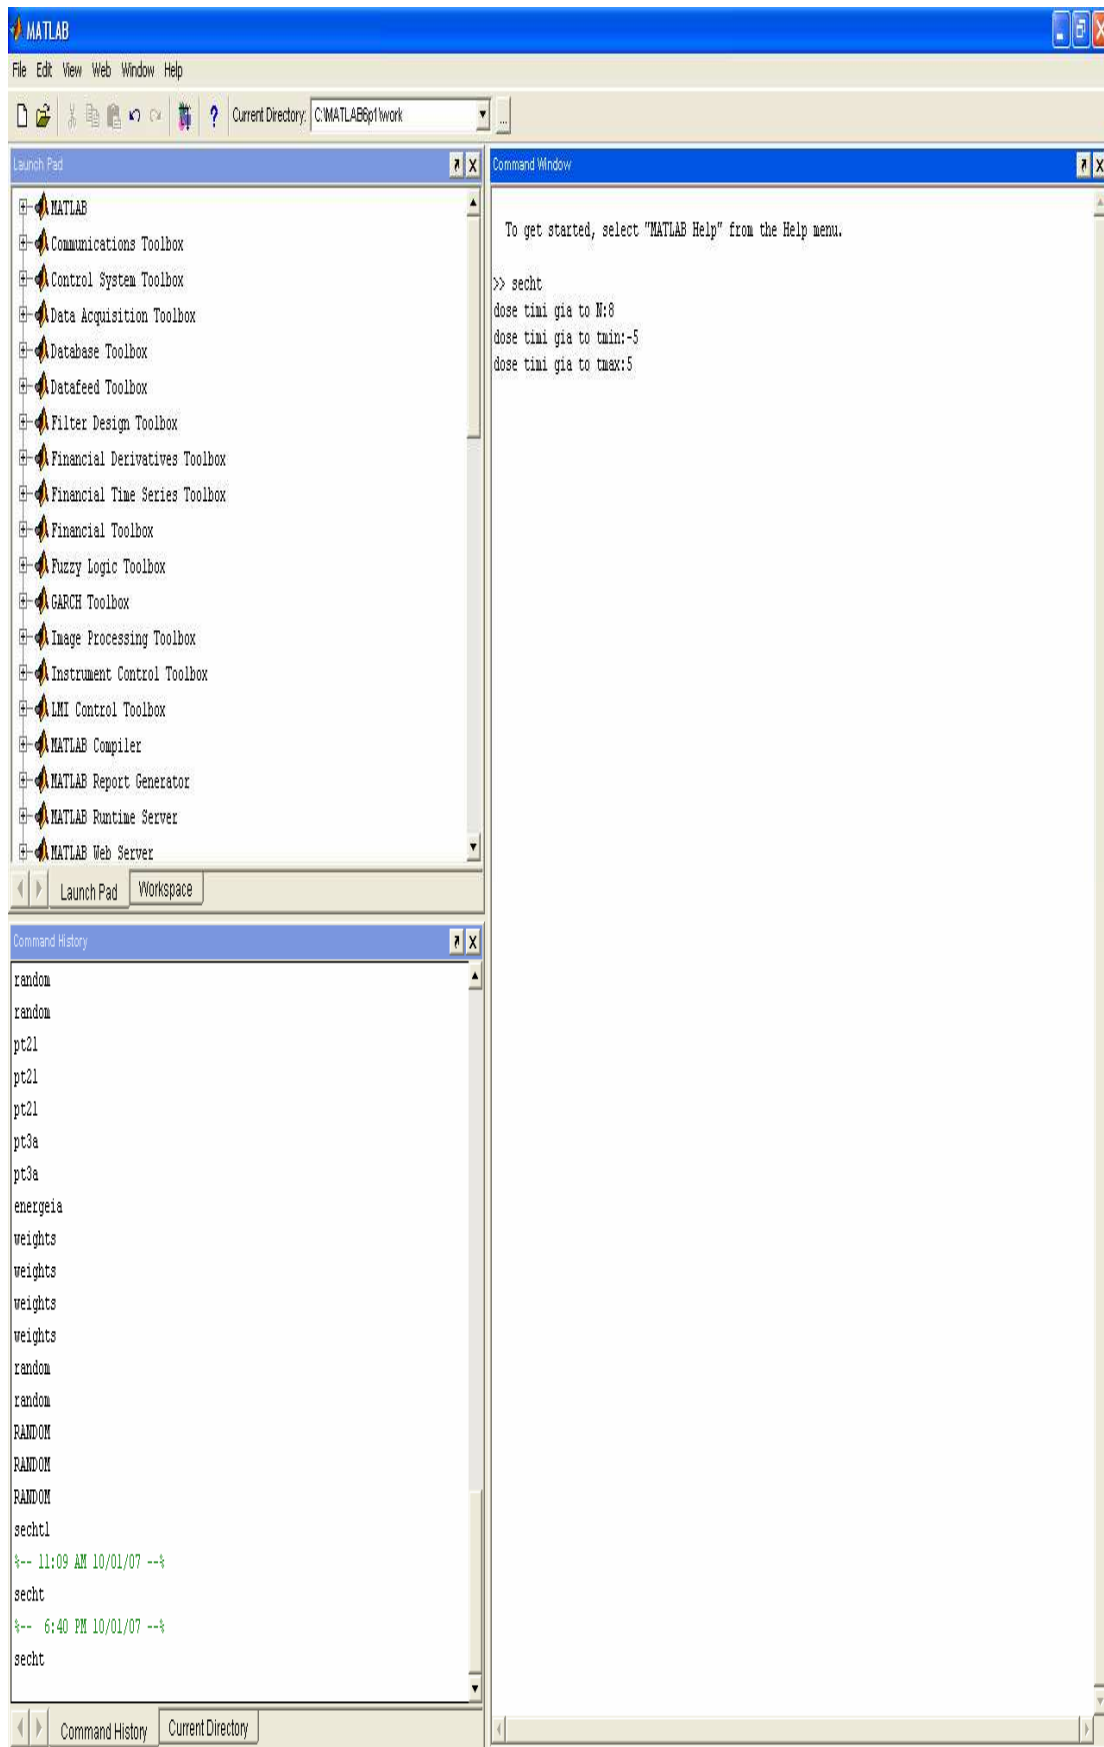 MATLAB
File Edit View Web Window Help
? Current Directory: C:\MATLAB6p1\work ...
Launch Pad
MATLAB
Communications Toolbox
Control System Toolbox
Data Acquisition Toolbox
Database Toolbox
Datafeed Toolbox
Filter Design Toolbox
Financial Derivatives Toolbox
Financial Time Series Toolbox
Financial Toolbox
Fuzzy Logic Toolbox
GARCH Toolbox
Image Processing Toolbox
Instrument Control Toolbox
LMI Control Toolbox
MATLAB Compiler
MATLAB Report Generator
MATLAB Runtime Server
MATLAB Web Server
Launch Pad Workspace
Command History
random
random
pt21
pt21
pt21
pt3a
pt3a
energeia
weights
weights
weights
weights
random
random
RANDOM
RANDOM
RANDOM
secht1
%-- 11:09 AM 10/01/07 --%
secht
%--  6:40 PM 10/01/07 --%
secht
Command History Current Directory
Command Window
To get started, select "MATLAB Help" from the Help menu.
>> secht
dose timi gia to N:8
dose timi gia to tmin:-5
dose timi gia to tmax:5